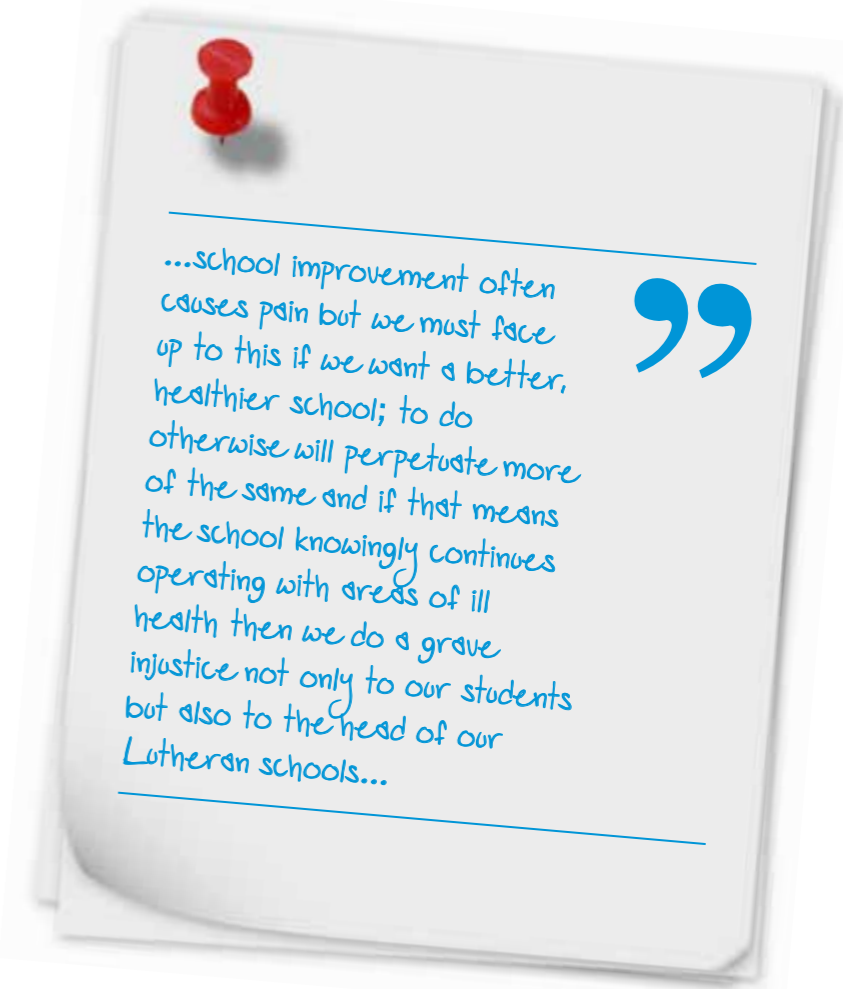 ...school improvement often
causes pain but we must face
up to this if we want a better,
healthier school; to do
otherwise will perpetuate more
of the same and if that means
the school knowingly continues
operating with areas of ill
health then we do a grave
injustice not only to our students
but also to the head of our
Lutheran schools...
”